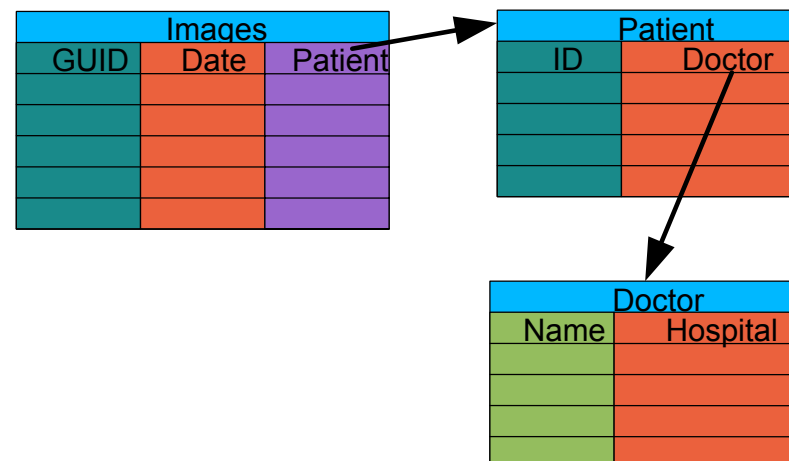 Images
GUID Date Patient
Patient
ID Doctor
Doctor
Name Hospital